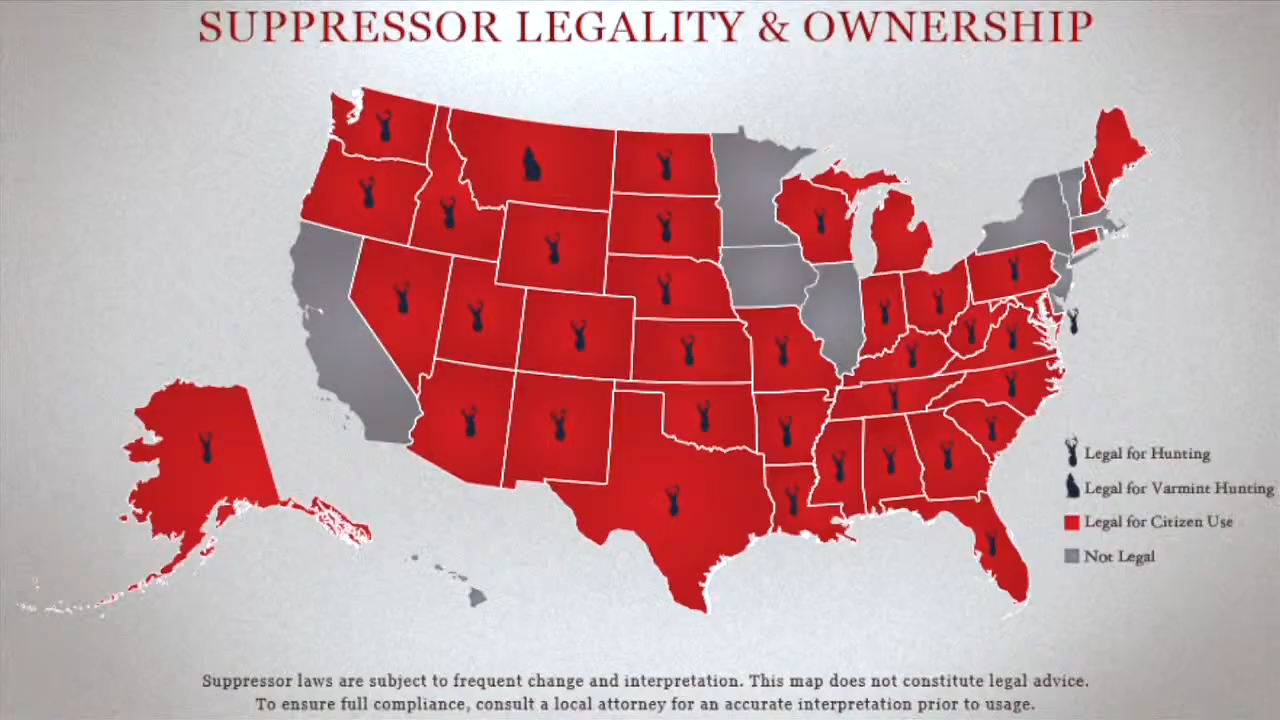 SUPPRESSOR LEGALITY & OWNERSHIP
Legal for Hunting
Legal for Varmint Hunting
Legal for Citizen Use
Not Legal
Suppressor laws are subject to frequent change and interpretation. This map does not constitute legal advice.
To ensure full compliance, consult a local attorney for an accurate interpretation prior to usage.